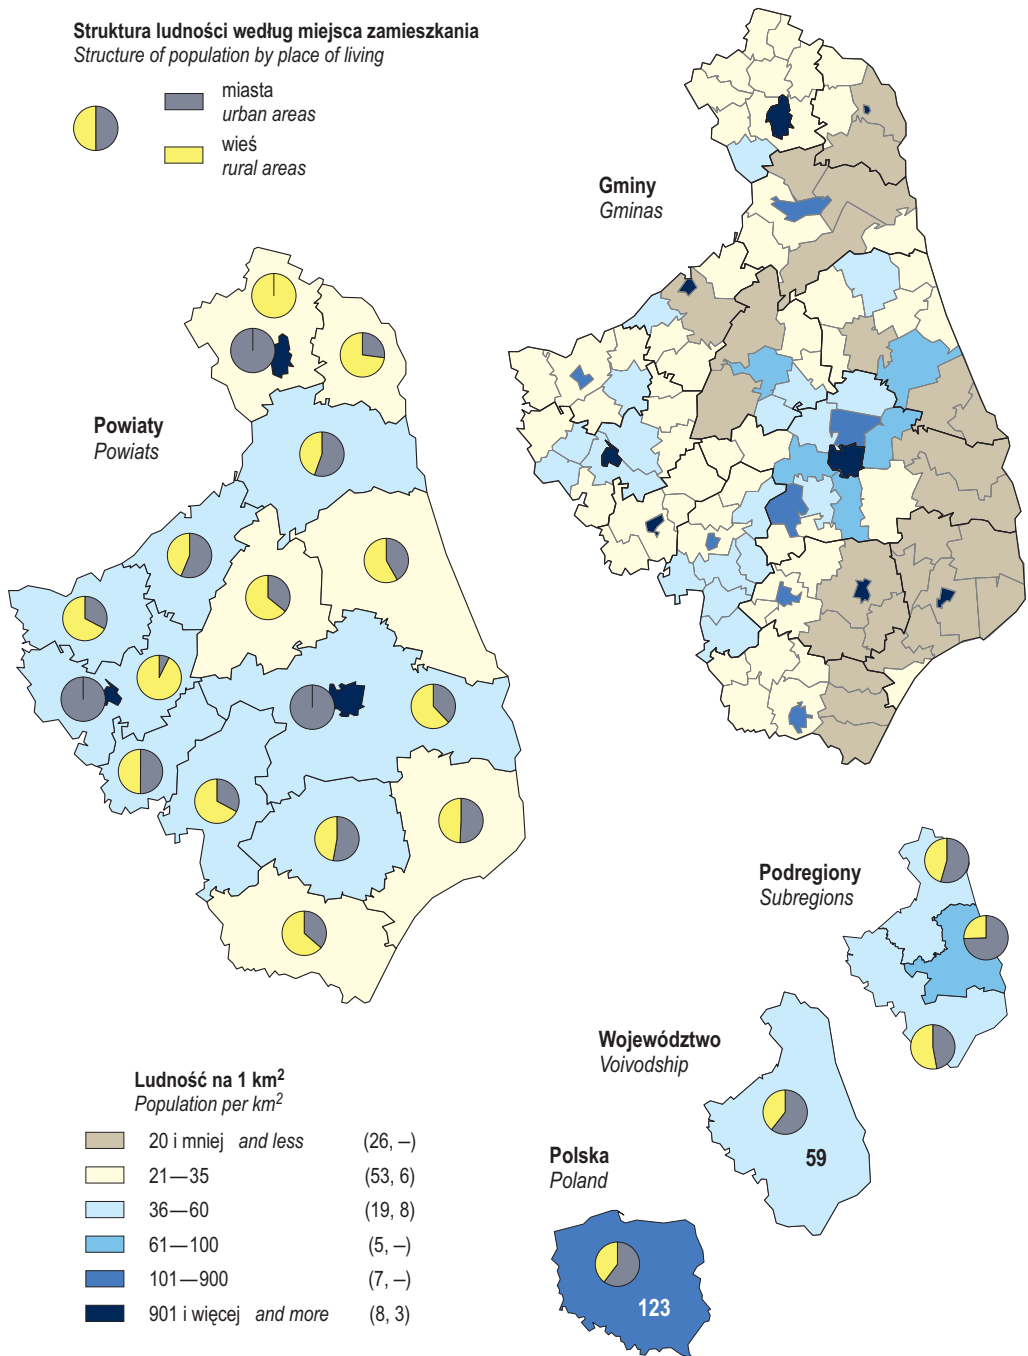 Struktura ludności według miejsca zamieszkania
Structure of population by place of living
miasta
urban areas
wieś
rural areas
Gminy
Gminas
Powiaty
Powiats
Podregiony
Subregions
Województwo
Voivodship
59
Polska
Poland
123
Ludność na 1 km²
Population per km²
20 i mniej and less (26, –)
21—35 (53, 6)
36—60 (19, 8)
61—100 (5, –)
101—900 (7, –)
901 i więcej and more (8, 3)